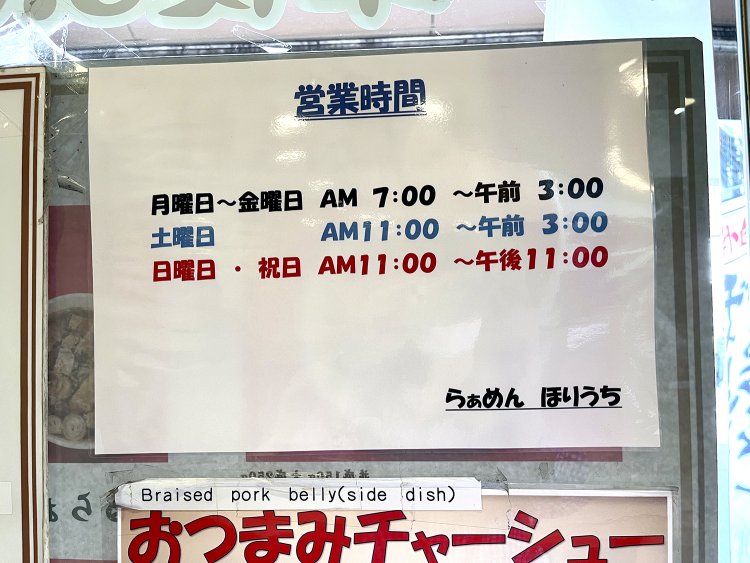 営業時間
月曜日~金曜日 AM 7:00 ~午前 3:00
土曜日 AM11:00 ~午前 3:00
日曜日・祝日 AM11:00 ~午後11:00
らぁめん ほりうち
Braised pork belly(side dish)
おつまみチャーシュー